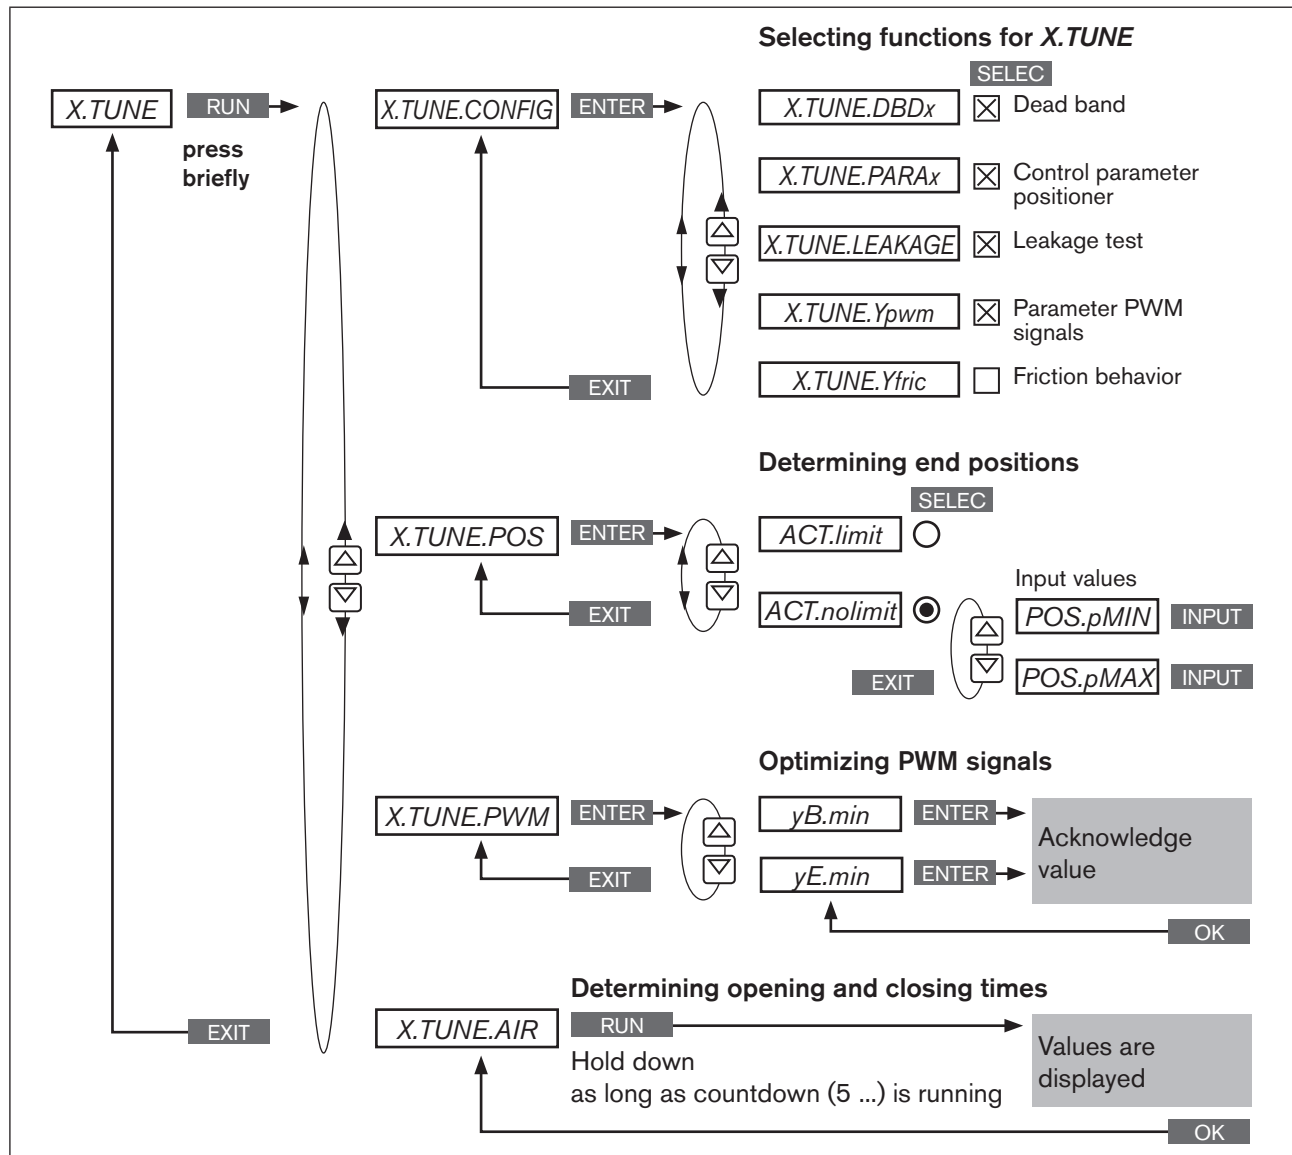 Selecting functions for X.TUNE
SELEC
X.TUNE
RUN
press
briefly
X.TUNE.CONFIG
ENTER
X.TUNE.DBDx
Dead band
X.TUNE.PARAx
Control parameter
positioner
X.TUNE.LEAKAGE
Leakage test
X.TUNE.Ypwm
Parameter PWM
signals
EXIT
X.TUNE.Yfric
Friction behavior
Determining end positions
SELEC
X.TUNE.POS
ENTER
ACT.limit
EXIT
ACT.nolimit
Input values
POS.pMIN
INPUT
EXIT
POS.pMAX
INPUT
Optimizing PWM signals
X.TUNE.PWM
ENTER
yB.min
ENTER
EXIT
yE.min
ENTER
Acknowledge
value
OK
Determining opening and closing times
EXIT
X.TUNE.AIR
RUN
Hold down
as long as countdown (5 ...) is running
Values are
displayed
OK